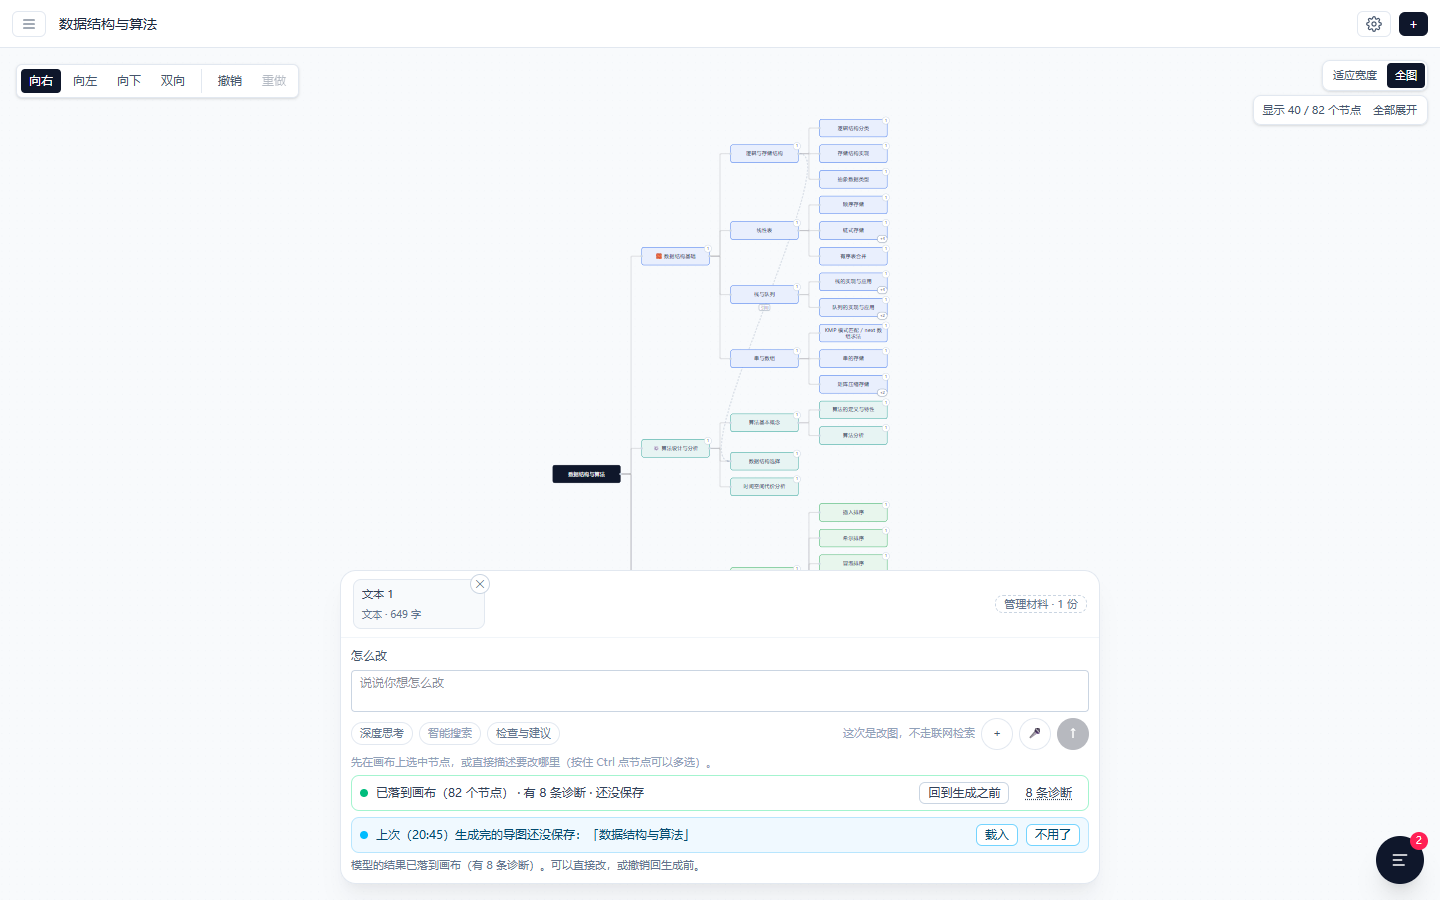 数据结构与算法
+
向右 向左 向下 双向 撤销 重做
适应宽度 全图
显示 40 / 82 个节点 全部展开
逻辑结构分类
逻辑与存储结构
存储结构实现
抽象数据类型
顺序存储
线性表
链式存储
有序表合并
数据结构基础
栈的实现与应用
栈与队列
队列的实现与应用
KMP 模式匹配 / next 数
组求法
串与数组
串的存储
矩阵压缩存储
算法的定义与特性
算法基本概念
算法分析
算法设计与分析
数据结构选择
数据结构与算法
时间空间代价分析
插入排序
希尔排序
冒泡排序
文本 1
文本 · 649 字
管理材料 · 1 份
怎么改
说说你想怎么改
深度思考 智能搜索 检查与建议 这次是改图，不走联网检索 +
先在画布上选中节点，或直接描述要改哪里（按住 Ctrl 点节点可以多选）。
已落到画布（82 个节点） · 有 8 条诊断 · 还没保存 回到生成之前 8 条诊断
上次（20:45）生成完的导图还没保存：「数据结构与算法」 载入 不用了
模型的结果已落到画布（有 8 条诊断）。可以直接改，或撤销回生成前。
2